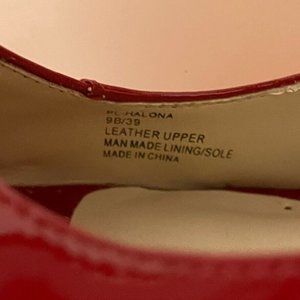 HALONA
9B/39
LEATHER UPPER
MAN MADE LINING/SOLE
MADE IN CHINA